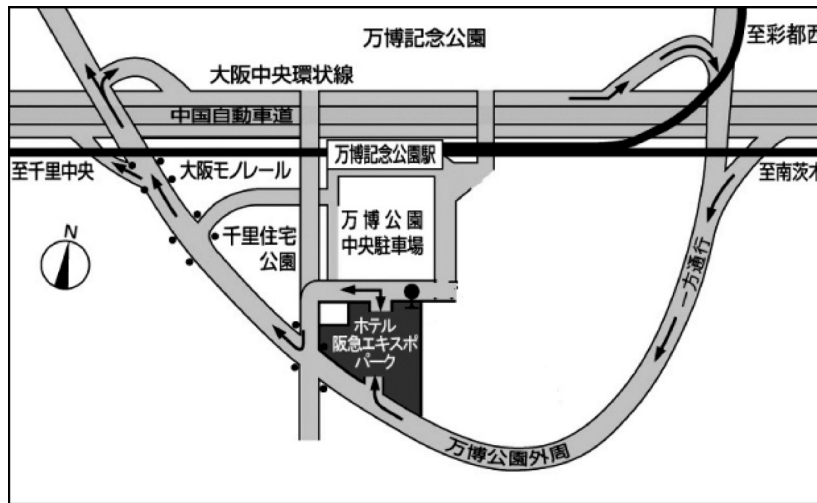 万博記念公園
至彩都西
大阪中央環状線
中国自動車道
万博記念公園駅
至千里中央
大阪モノレール
至南茨木
N
千里住宅
公園
万博公園
中央駐車場
一方通行
ホテル
阪急エキスポ
パーク
万博公園外周